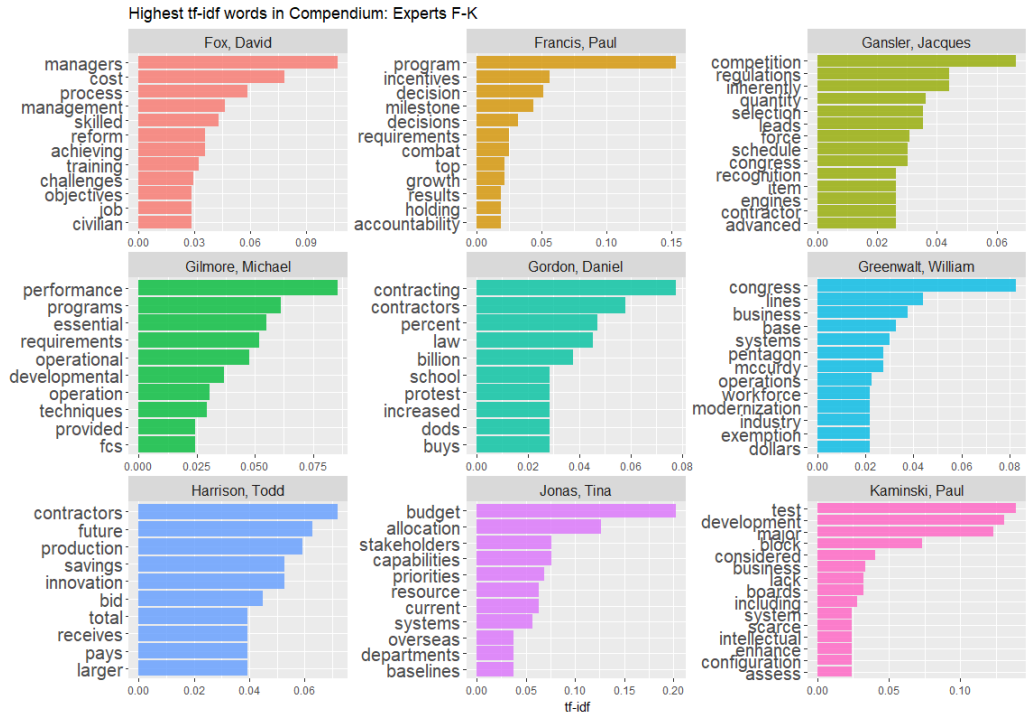 Highest tf-idf words in Compendium: Experts F-K
Fox, David
managers
cost
process
management
skilled
reform
achieving
training
challenges
objectives
job
civilian
0.00 0.03 0.06 0.09
Francis, Paul
program
incentives
decision
milestone
decisions
requirements
combat
top
growth
results
holding
accountability
0.00 0.05 0.10 0.15
Gansler, Jacques
competition
regulations
inherently
quantity
selection
leads
force
schedule
congress
recognition
item
engines
contractor
advanced
0.00 0.02 0.04 0.06
Gilmore, Michael
performance
programs
essential
requirements
operational
developmental
operation
techniques
provided
fcs
0.000 0.025 0.050 0.075
Gordon, Daniel
contracting
contractors
percent
law
billion
school
protest
increased
dods
buys
0.00 0.02 0.04 0.06 0.08
Greenwalt, William
congress
lines
business
base
systems
pentagon
mccurdy
operations
workforce
modernization
industry
exemption
dollars
0.00 0.02 0.04 0.06 0.08
Harrison, Todd
contractors
future
production
savings
innovation
bid
total
receives
pays
larger
0.00 0.02 0.04 0.06
Jonas, Tina
budget
allocation
stakeholders
capabilities
priorities
resource
current
systems
overseas
departments
baselines
0.00 0.05 0.10 0.15 0.20
Kaminski, Paul
test
development
major
block
considered
business
lack
boards
including
system
scarce
intellectual
enhance
configuration
assess
0.00 0.05 0.10
tf-idf